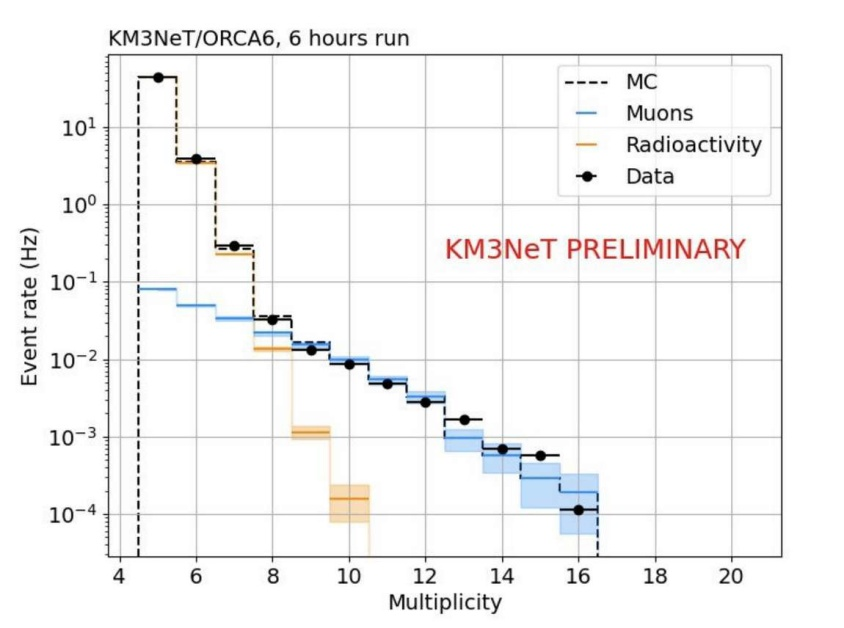 KM3NeT/ORCA6, 6 hours run
MC
Muons
Radioactivity
Data
KM3NeT PRELIMINARY
Event rate (Hz)
10¹
10⁰
10⁻¹
10⁻²
10⁻³
10⁻⁴
4 6 8 10 12 14 16 18 20
Multiplicity